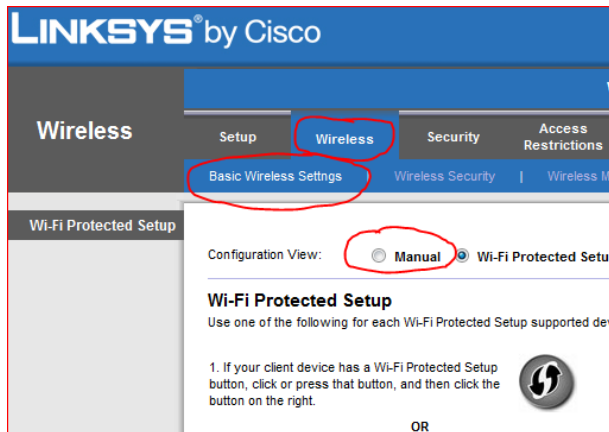 LINKSYS® by Cisco
Wireless
Setup
Wireless
Security
Access Restrictions
Basic Wireless Settngs
Wireless Security
|
Wireless
Wi-Fi Protected Setup
Configuration View:
Manual
Wi-Fi Protected
Wi-Fi Protected Setup
Use one of the following for each Wi-Fi Protected Setup supported
1. If your client device has a Wi-Fi Protected Setup
button, click or press that button, and then click the
button on the right.
OR